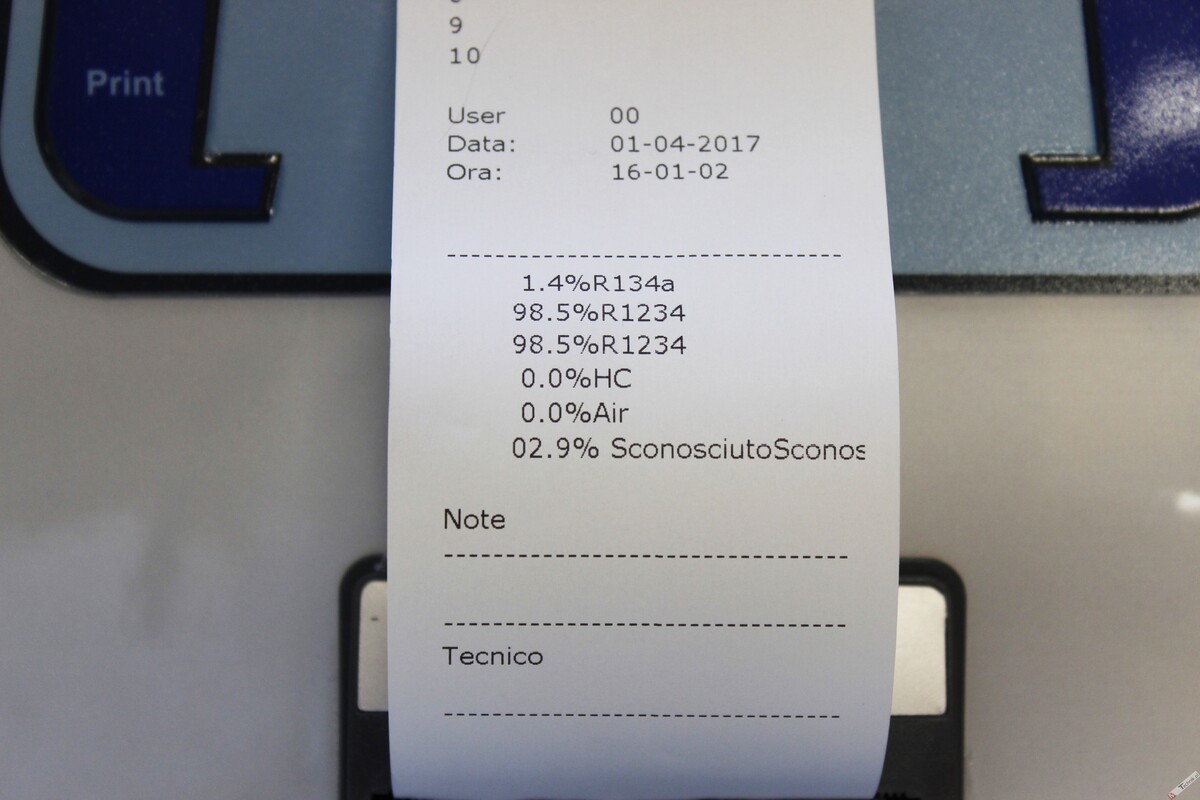 Print
9
10
User 00
Data: 01-04-2017
Ora: 16-01-02
--------------------------------
1.4%R134a
98.5%R1234
98.5%R1234
0.0%HC
0.0%Air
02.9% SconosciutoSconos
Note
--------------------------------
--------------------------------
Tecnico
--------------------------------